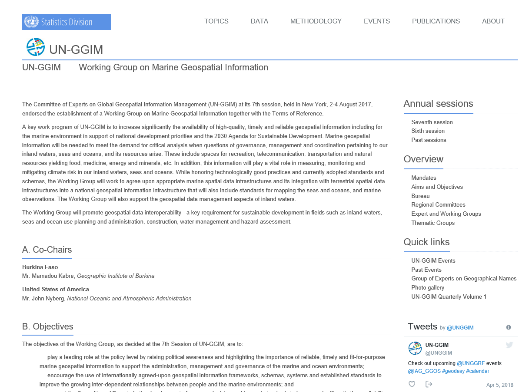 Statistics Division
TOPICS DATA METHODOLOGY EVENTS PUBLICATIONS ABOUT
UN-GGIM
UN-GGIM Working Group on Marine Geospatial Information
The Committee of Experts on Global Geospatial Information Management (UN-GGIM) at its 7th session, held in New York, 2-4 August 2017,
endorsed the establishment of a Working Group on Marine Geospatial Information together with the Terms of Reference.
A key work program of UN-GGIM is to increase significantly the availability of high-quality, timely and reliable geospatial information including for
the marine environment in support of national development priorities and the 2030 Agenda for Sustainable Development. Marine geospatial
information will be needed to meet the demand for critical analysis when questions of governance, management and coordination pertaining to our
inland waters, seas and oceans, and its resources arise. These include spaces for recreation, telecommunication, transportation and natural
resources yielding food, medicine, energy and minerals, etc. In addition, this information will play a vital role in measuring, monitoring and
mitigating climate risk in our inland waters, seas and oceans. While honoring technologically good practices and currently adopted standards and
schemas, the Working Group will work to agree upon appropriate marine spatial data infrastructures and its integration with terrestrial spatial data
infrastructures into a national geospatial information infrastructure that will also include standards for mapping the seas and oceans, and marine
observations. The Working Group will also support the geospatial data management aspects of inland waters.
The Working Group will promote geospatial data interoperability - a key requirement for sustainable development in fields such as inland waters,
seas and ocean use planning and administration, construction, water management and hazard assessment.
A. Co-Chairs
Burkina Faso
Mr. Mamadou Kabre, Geographic Institute of Burkina
United States of America
Mr. John Nyberg, National Oceanic and Atmospheric Administration
B. Objectives
The objectives of the Working Group, as decided at the 7th Session of UN-GGIM, are to:
play a leading role at the policy level by raising political awareness and highlighting the importance of reliable, timely and fit-for-purpose
marine geospatial information to support the administration, management and governance of the marine and ocean environments;
encourage the use of internationally agreed-upon geospatial information frameworks, schemas, systems and established standards to
improve the growing inter-dependent relationships between people and the marine environments; and
Annual sessions
Seventh session
Sixth session
Past sessions
Overview
Mandates
Aims and Objectives
Bureau
Regional Committees
Expert and Working Groups
Thematic Groups
Quick links
UN-GGIM Events
Past Events
Group of Experts on Geographical Names
Photo gallery
UN-GGIM Quarterly Volume 1
Tweets by @UNGGIM
UN-GGIM
@UNGGIM
Check out upcoming @UNGGRF events
@IAG_GGOS #geodesy #calendar
Apr 5, 2018